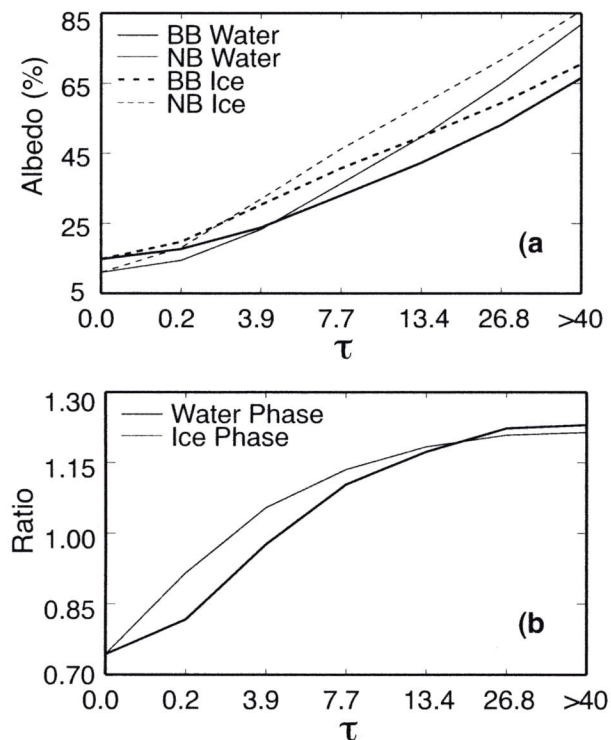 85
65
45
25
5
Albedo (%)
BB Water
NB Water
BB Ice
NB Ice
(a
0.0 0.2 3.9 7.7 13.4 26.8 >40
τ
1.30
1.15
1.00
0.85
0.70
Ratio
Water Phase
Ice Phase
(b
0.0 0.2 3.9 7.7 13.4 26.8 >40
τ